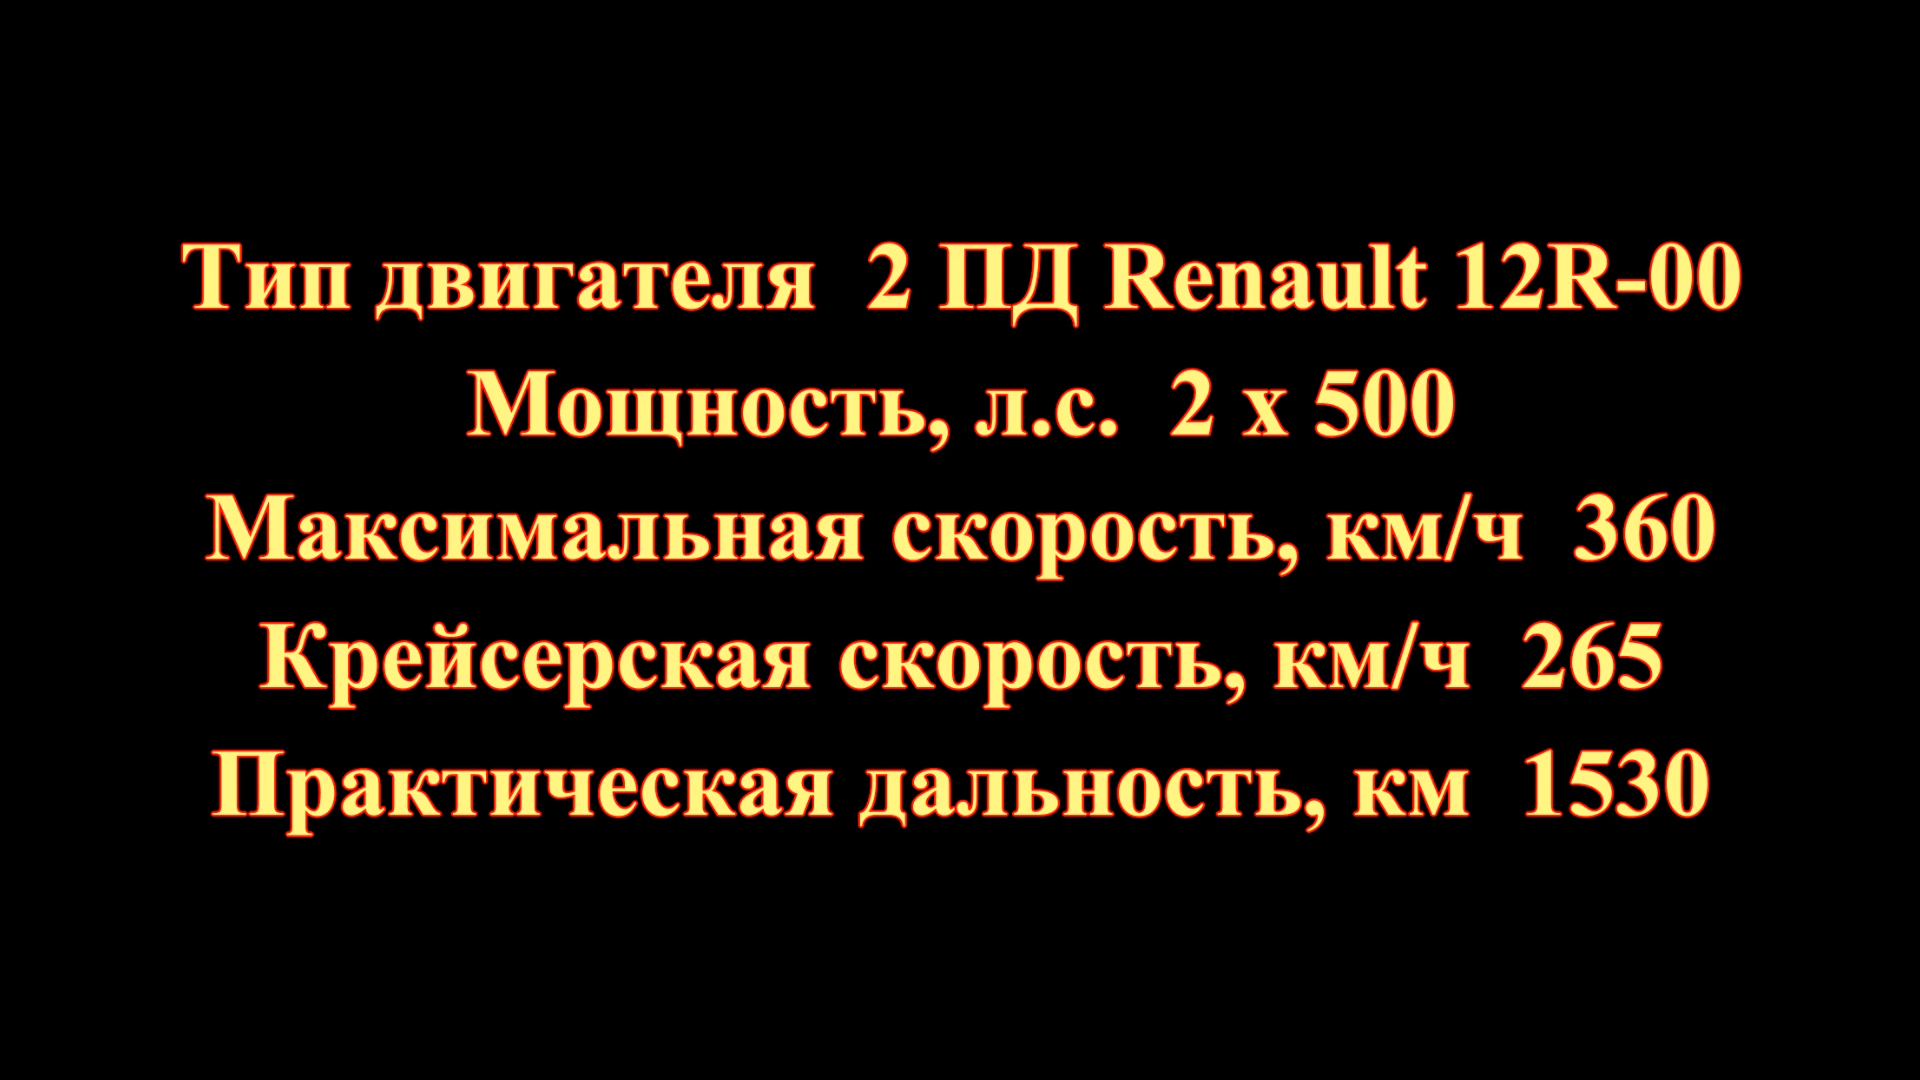 Тип двигателя 2 ПД Renault 12R-00
Мощность, л.с. 2 х 500
Максимальная скорость, км/ч 360
Крейсерская скорость, км/ч 265
Практическая дальность, км 1530